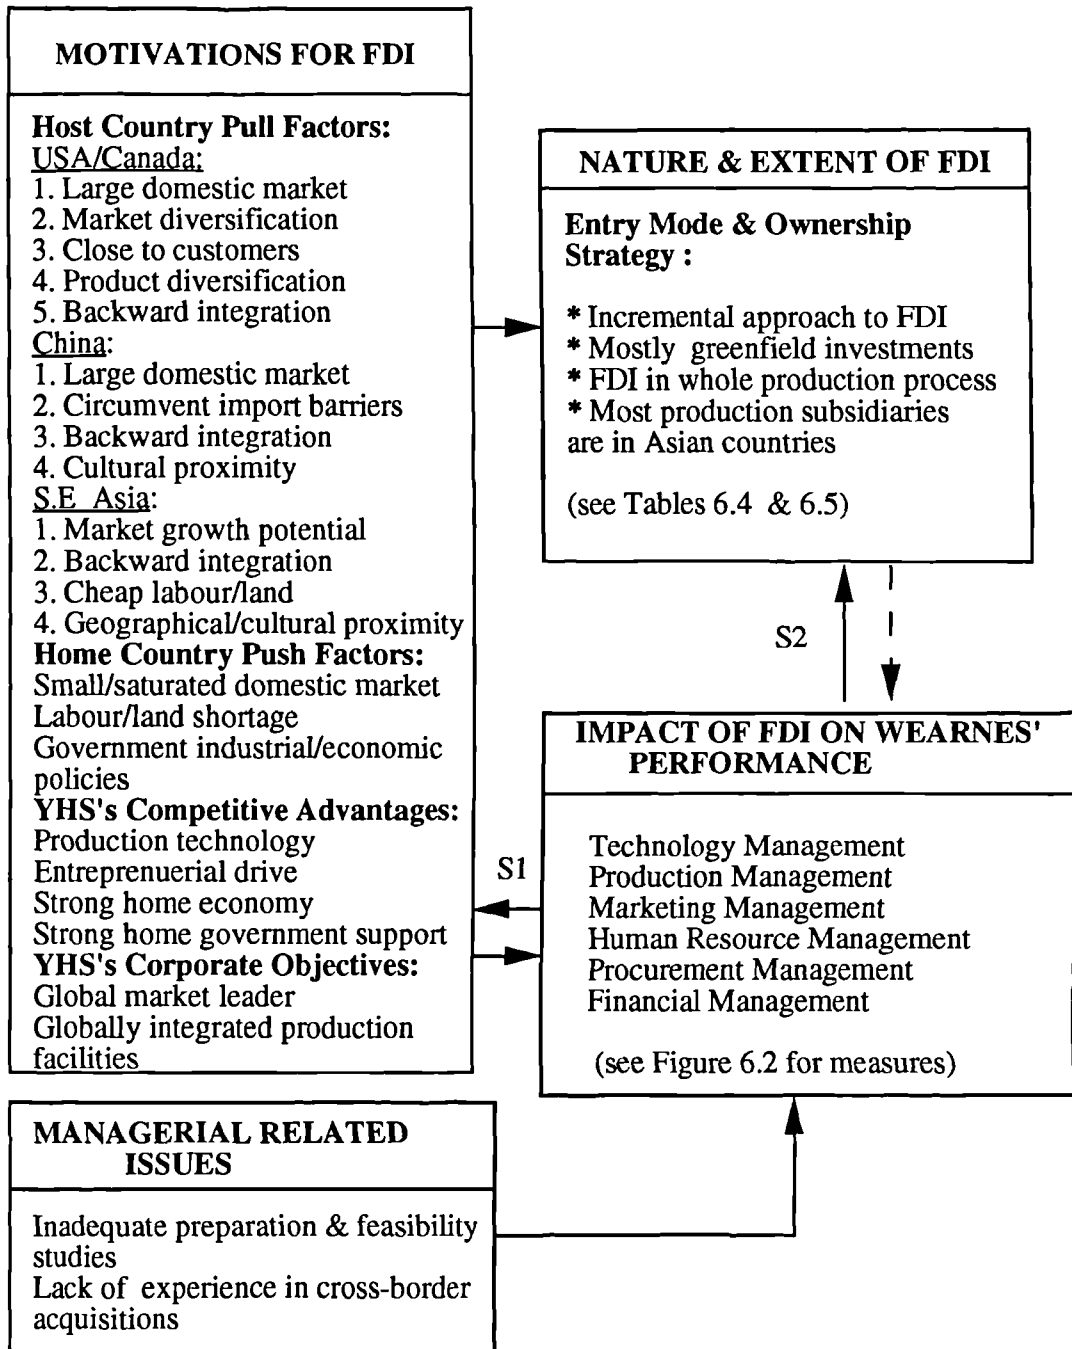 MOTIVATIONS FOR FDI
Host Country Pull Factors:
USA/Canada:
1. Large domestic market
2. Market diversification
3. Close to customers
4. Product diversification
5. Backward integration
China:
1. Large domestic market
2. Circumvent import barriers
3. Backward integration
4. Cultural proximity
S.E Asia:
1. Market growth potential
2. Backward integration
3. Cheap labour/land
4. Geographical/cultural proximity
Home Country Push Factors:
Small/saturated domestic market
Labour/land shortage
Government industrial/economic
policies
YHS's Competitive Advantages:
Production technology
Entreprenuerial drive
Strong home economy
Strong home government support
YHS's Corporate Objectives:
Global market leader
Globally integrated production
facilities
NATURE & EXTENT OF FDI
Entry Mode & Ownership
Strategy :
* Incremental approach to FDI
* Mostly greenfield investments
* FDI in whole production process
* Most production subsidiaries
are in Asian countries
(see Tables 6.4 & 6.5)
S2
S1
IMPACT OF FDI ON WEARNES'
PERFORMANCE
Technology Management
Production Management
Marketing Management
Human Resource Management
Procurement Management
Financial Management
(see Figure 6.2 for measures)
MANAGERIAL RELATED
ISSUES
Inadequate preparation & feasibility
studies
Lack of experience in cross-border
acquisitions